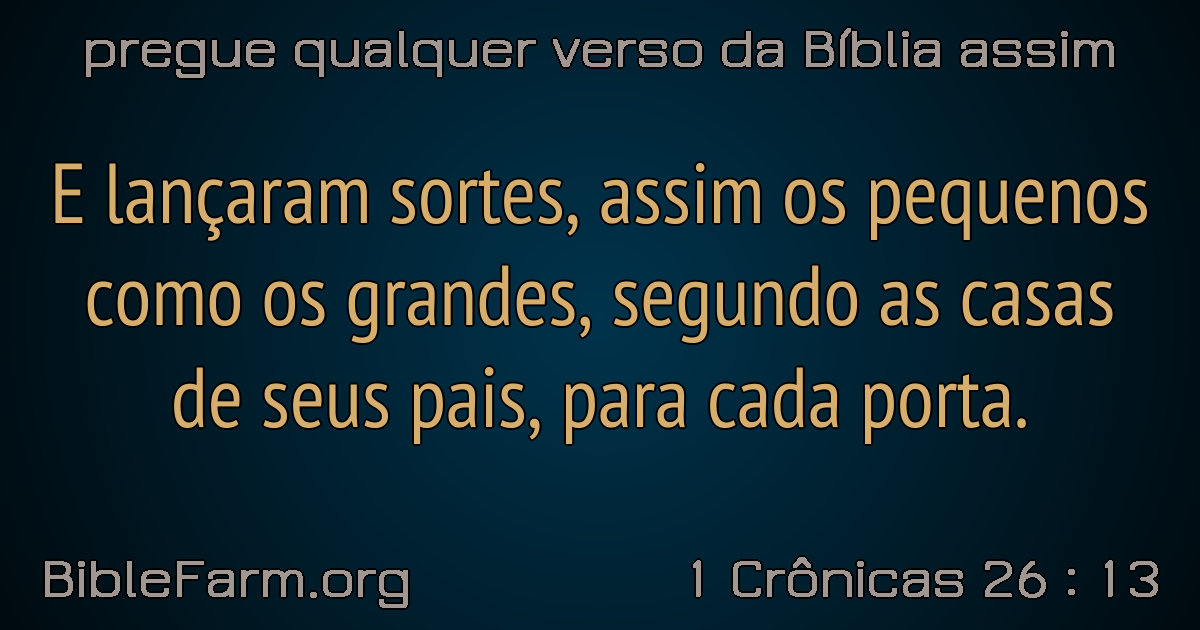 pregue qualquer verso da Bíblia assim
E lançaram sortes, assim os pequenos
como os grandes, segundo as casas
de seus pais, para cada porta.
BibleFarm.org
1 Crônicas 26 : 13